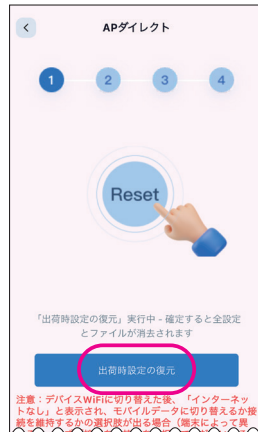 APダイレクト
1 2 3 4
Reset
「出荷時設定の復元」実行中 - 確定すると全設定
とファイルが消去されます
出荷時設定の復元
注意：デバイスWiFiに切り替えた後、「インターネッ
トなし」と表示され、モバイルデータに切り替えるか接
続を維持するかの選択肢が出る場合（端末によって異